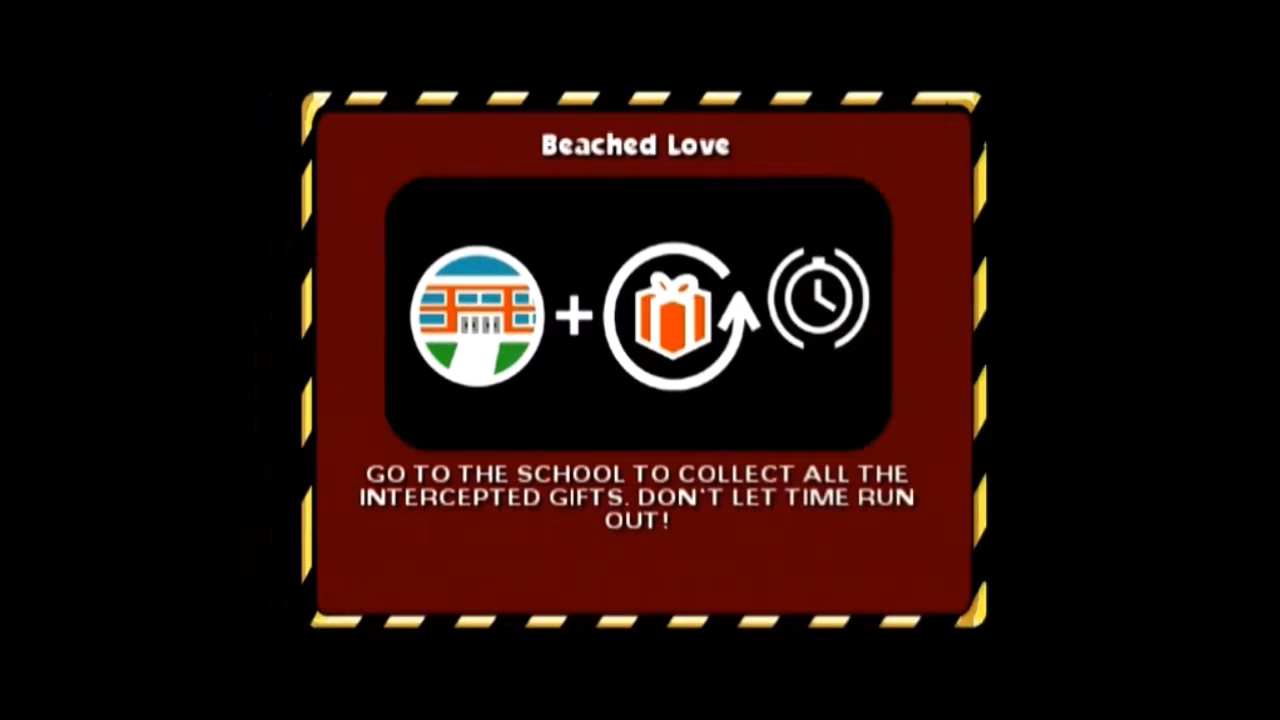 Beached Love
GO TO THE SCHOOL TO COLLECT ALL THE
INTERCEPTED GIFTS. DON'T LET TIME RUN
OUT!